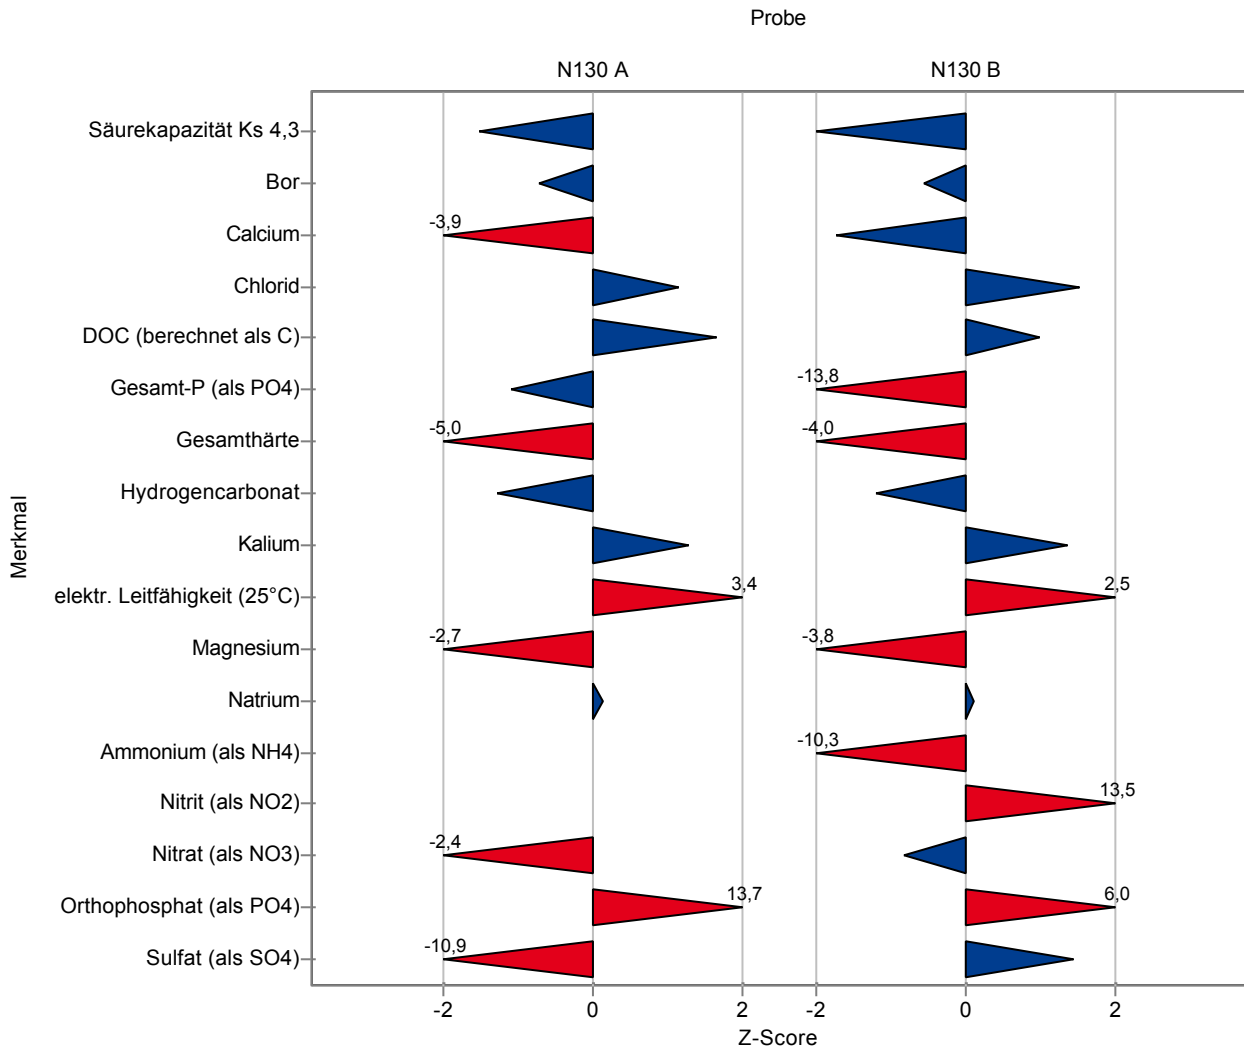 Probe
N130 A
N130 B
Säurekapazität Ks 4,3
Bor
-3,9
Calcium
Chlorid
DOC (berechnet als C)
-13,8
Gesamt-P (als PO4)
-5,0
-4,0
Gesamthärte
Hydrogencarbonat
Kalium
3,4
2,5
elektr. Leitfähigkeit (25°C)
-2,7
-3,8
Magnesium
Natrium
-10,3
Ammonium (als NH4)
13,5
Nitrit (als NO2)
-2,4
Nitrat (als NO3)
13,7
6,0
Orthophosphat (als PO4)
-10,9
Sulfat (als SO4)
Merkmal
-2 0 2 -2 0 2
Z-Score